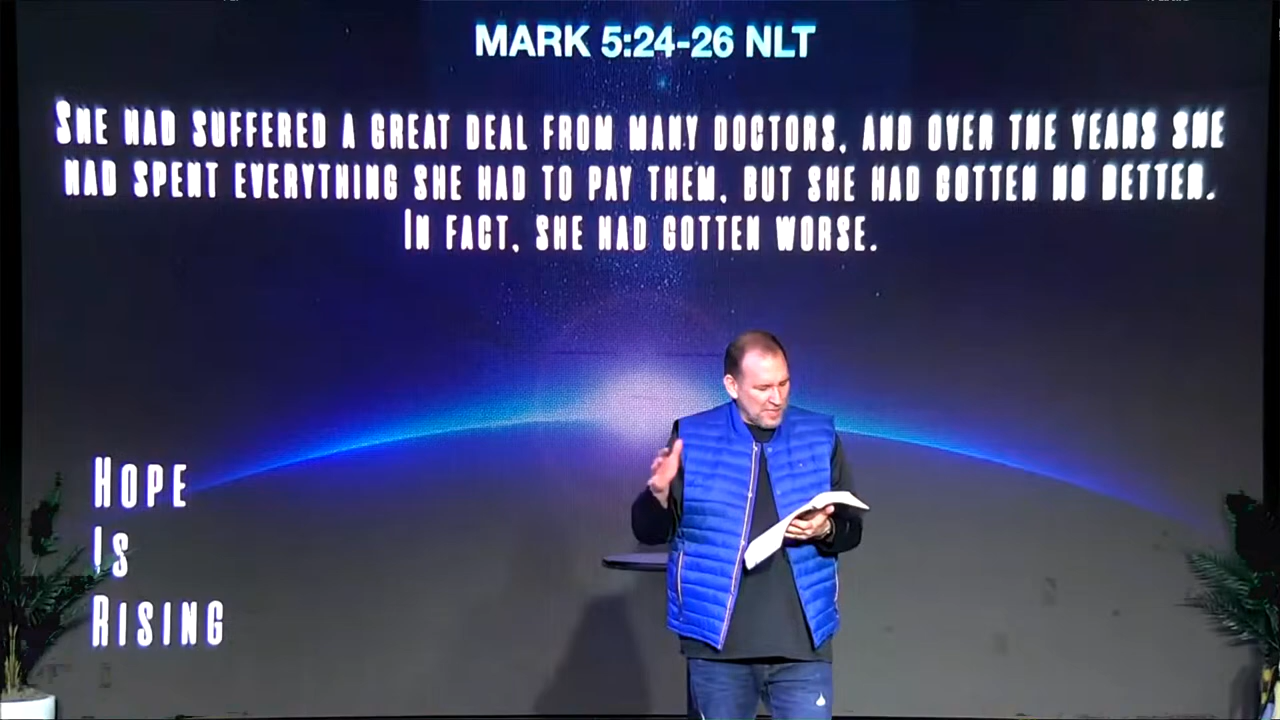 MARK 5:24-26 NLT
SHE HAD SUFFERED A GREAT DEAL FROM MANY DOCTORS, AND OVER THE YEARS SHE
HAD SPENT EVERYTHING SHE HAD TO PAY THEM, BUT SHE HAD GOTTEN NO BETTER.
IN FACT, SHE HAD GOTTEN WORSE.
HOPE
IS
RISING